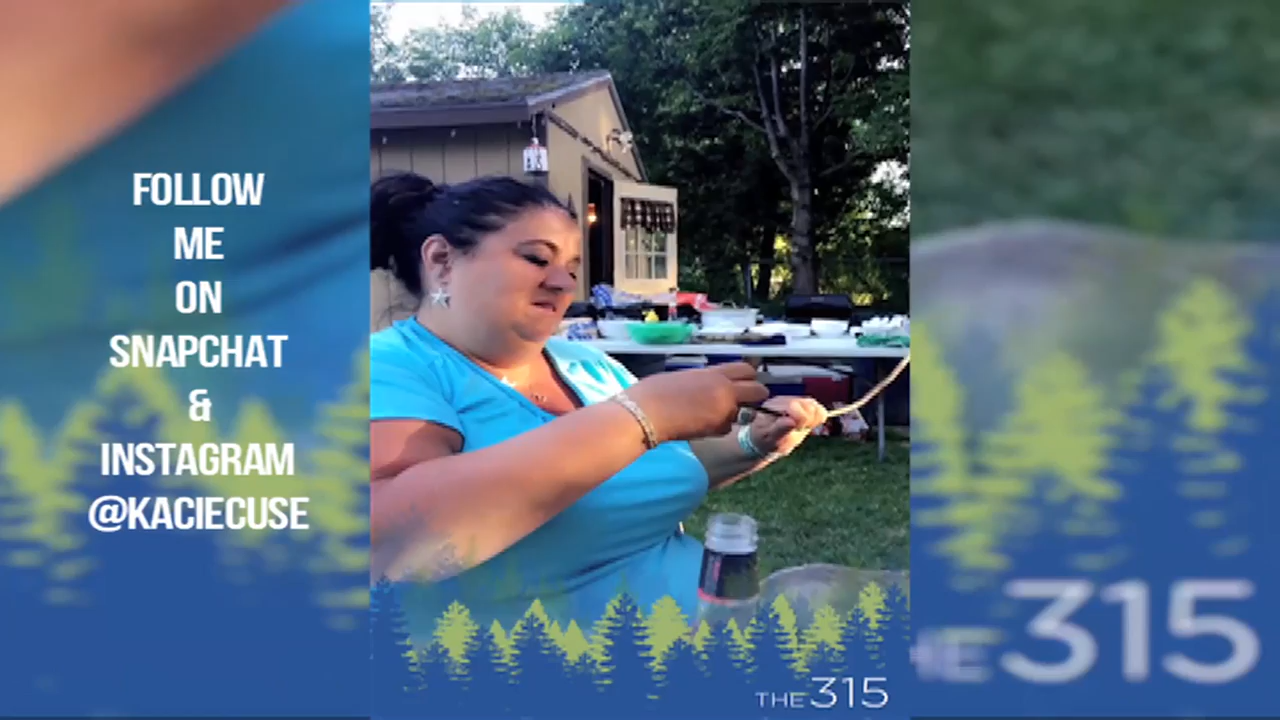 FOLLOW
ME
ON
SNAPCHAT
&
INSTAGRAM
@KACIECUSE
THE 315
315